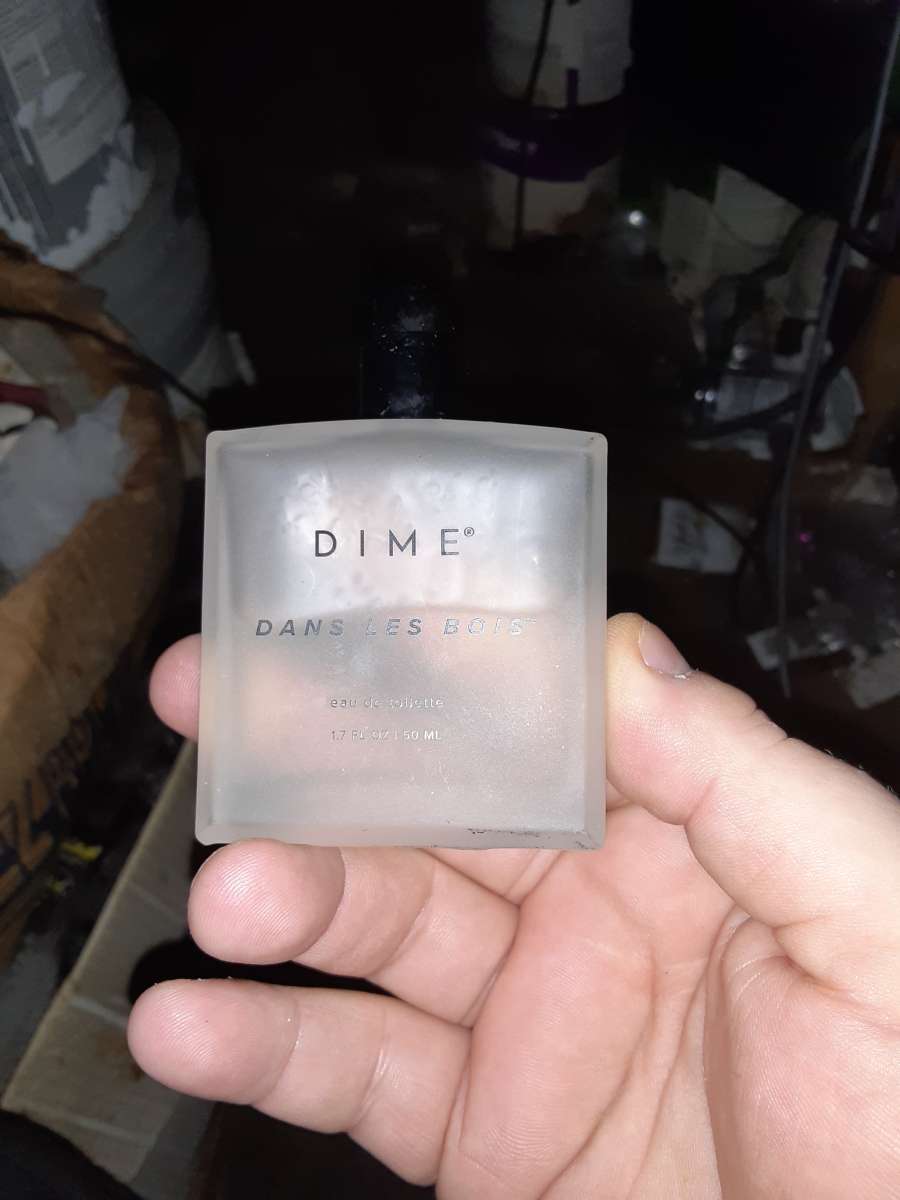 DIME®
DANS LES BOIS™
eau de toilette
1.7 FL OZ | 50 ML